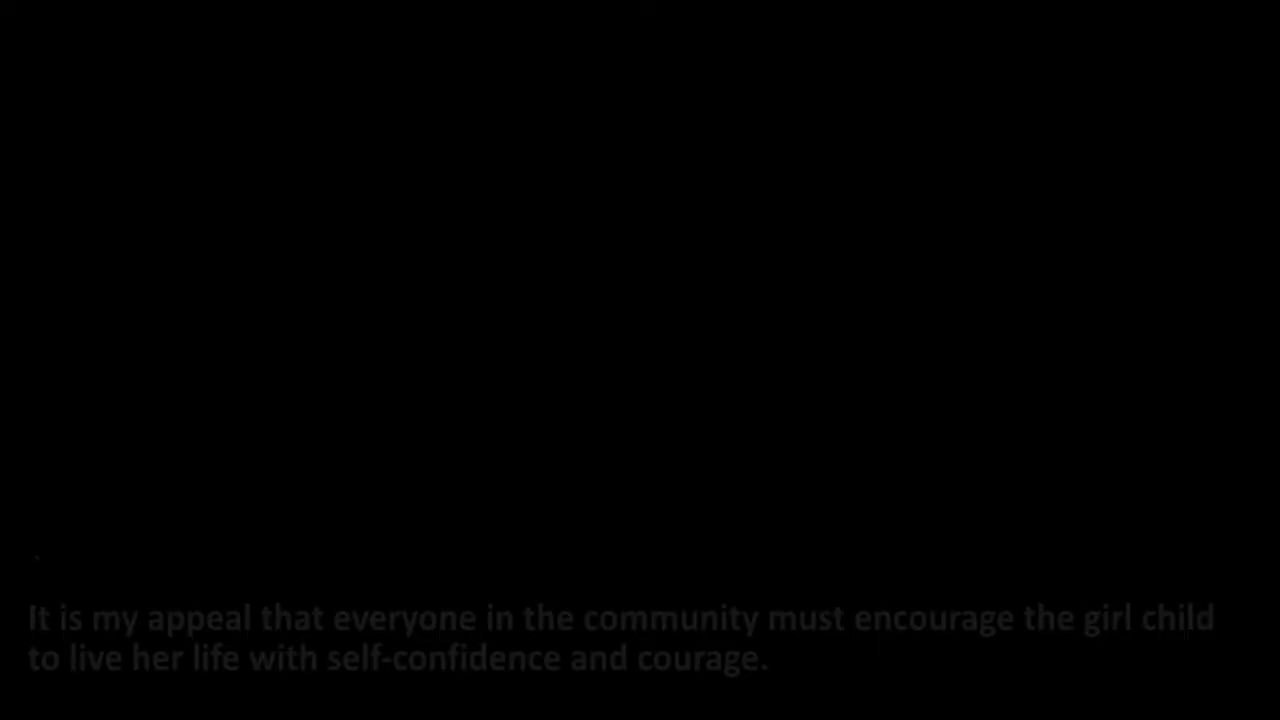 It is my appeal that everyone in the community must encourage the girl child
to live her life with self-confidence and courage.